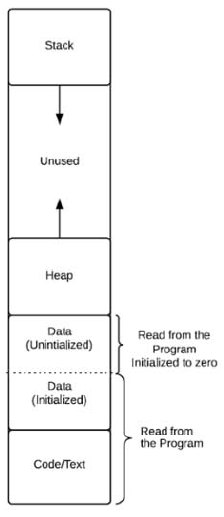 Stack
Unused
Heap
Data
(Unintialized)
Read from the
Program
Initialized to zero
Data
(Initialized)
Read from
the Program
Code/Text